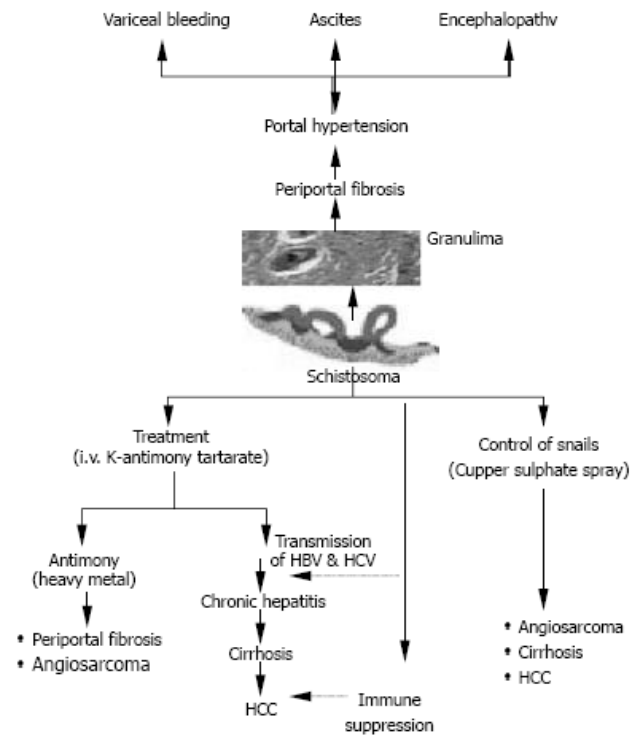 Variceal bleeding
Ascites
Encephalopathv
Portal hypertension
Periportal fibrosis
Granulima
Schistosoma
Treatment
(i.v. K-antimony tartarate)
Control of snails
(Cupper sulphate spray)
Antimony
(heavy metal)
Transmission
of HBV & HCV
Periportal fibrosis
Angiosarcoma
Chronic hepatitis
Cirrhosis
HCC
Immune
suppression
Angiosarcoma
Cirrhosis
HCC